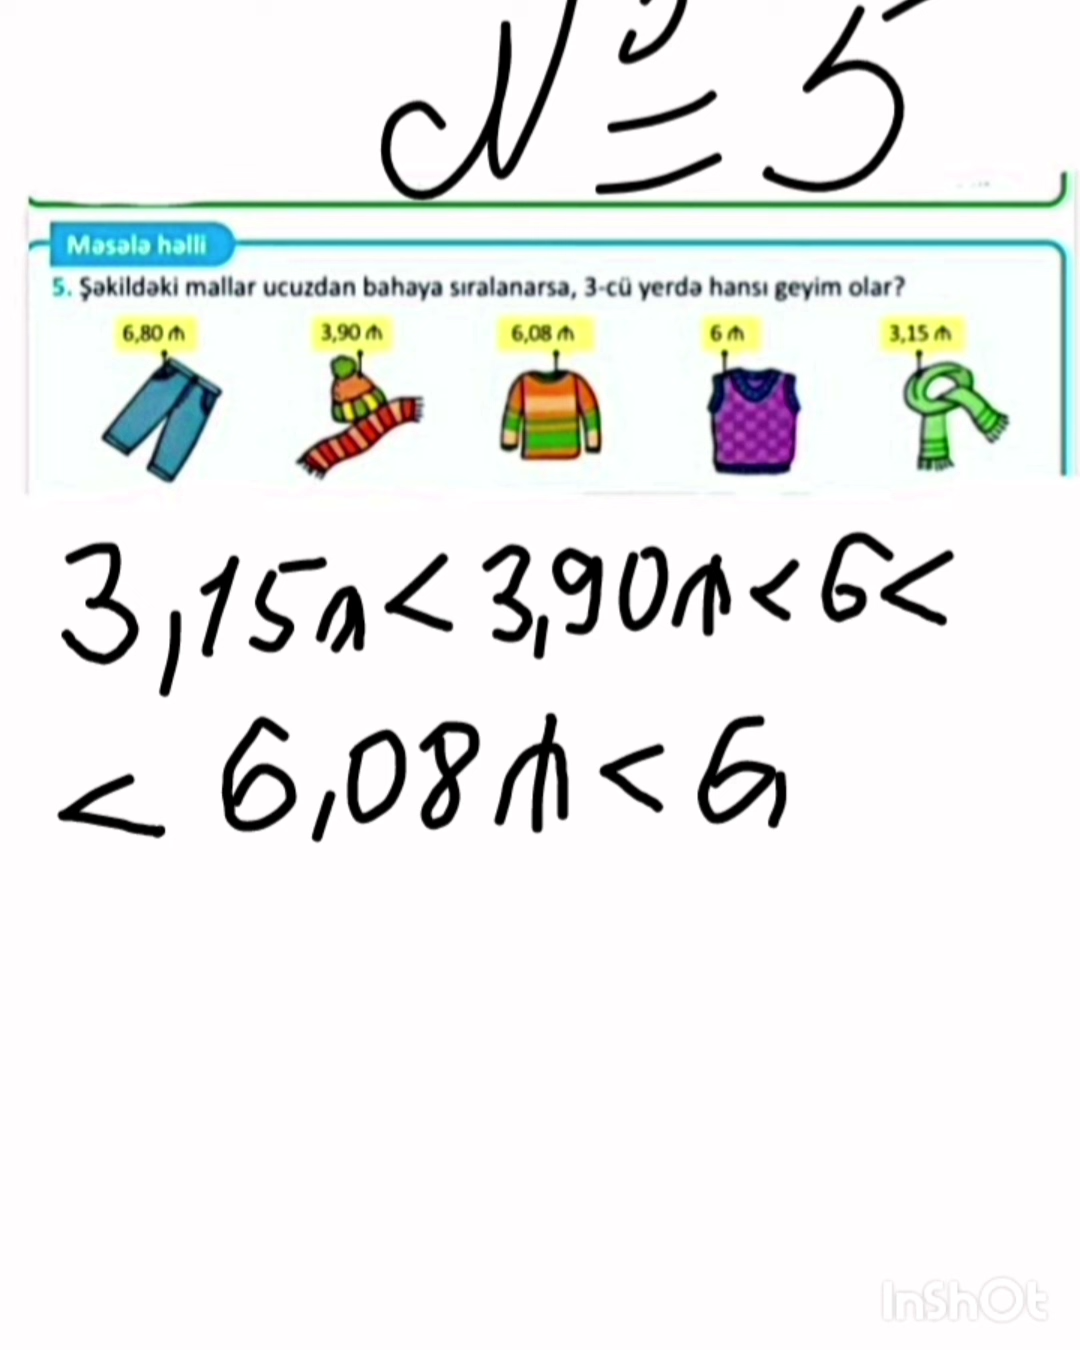 № 5
Məsələ həlli
5. Şəkildəki mallar ucuzdan bahaya sıralanarsa, 3-cü yerdə hansı geyim olar?
6,80 ₼ 3,90 ₼ 6,08 ₼ 6 ₼ 3,15 ₼
3,15₼ < 3,90₼ < 6 <
< 6,08₼ < 6,
InShOt